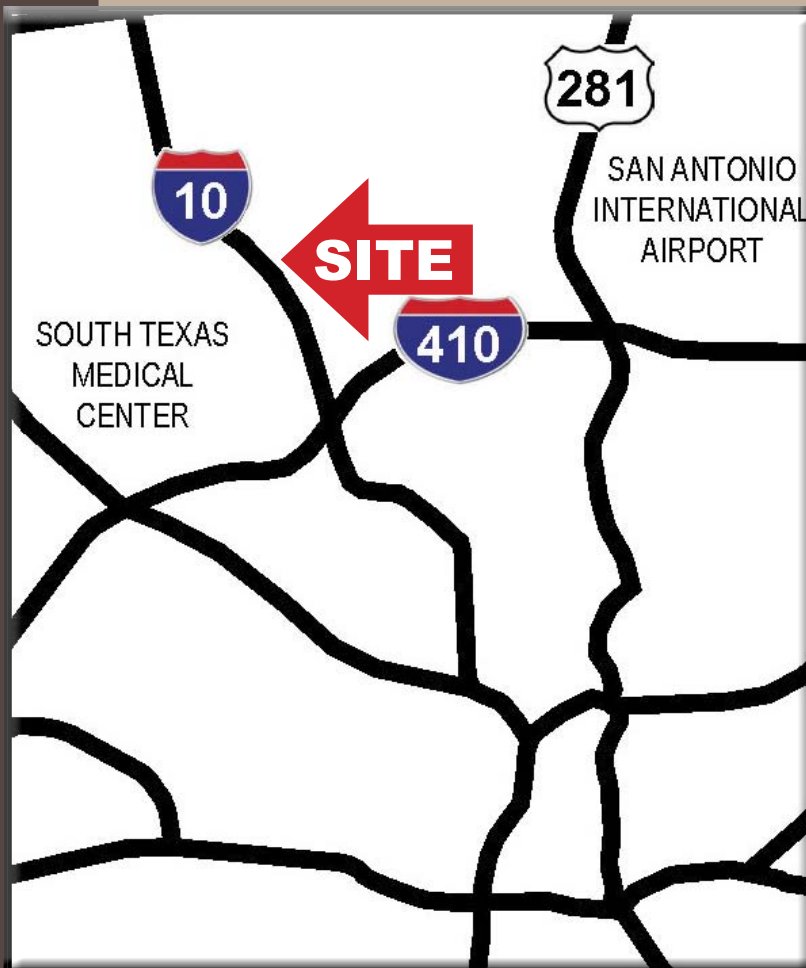 281
SAN ANTONIO
INTERNATIONAL
AIRPORT
10
SITE
410
SOUTH TEXAS
MEDICAL
CENTER